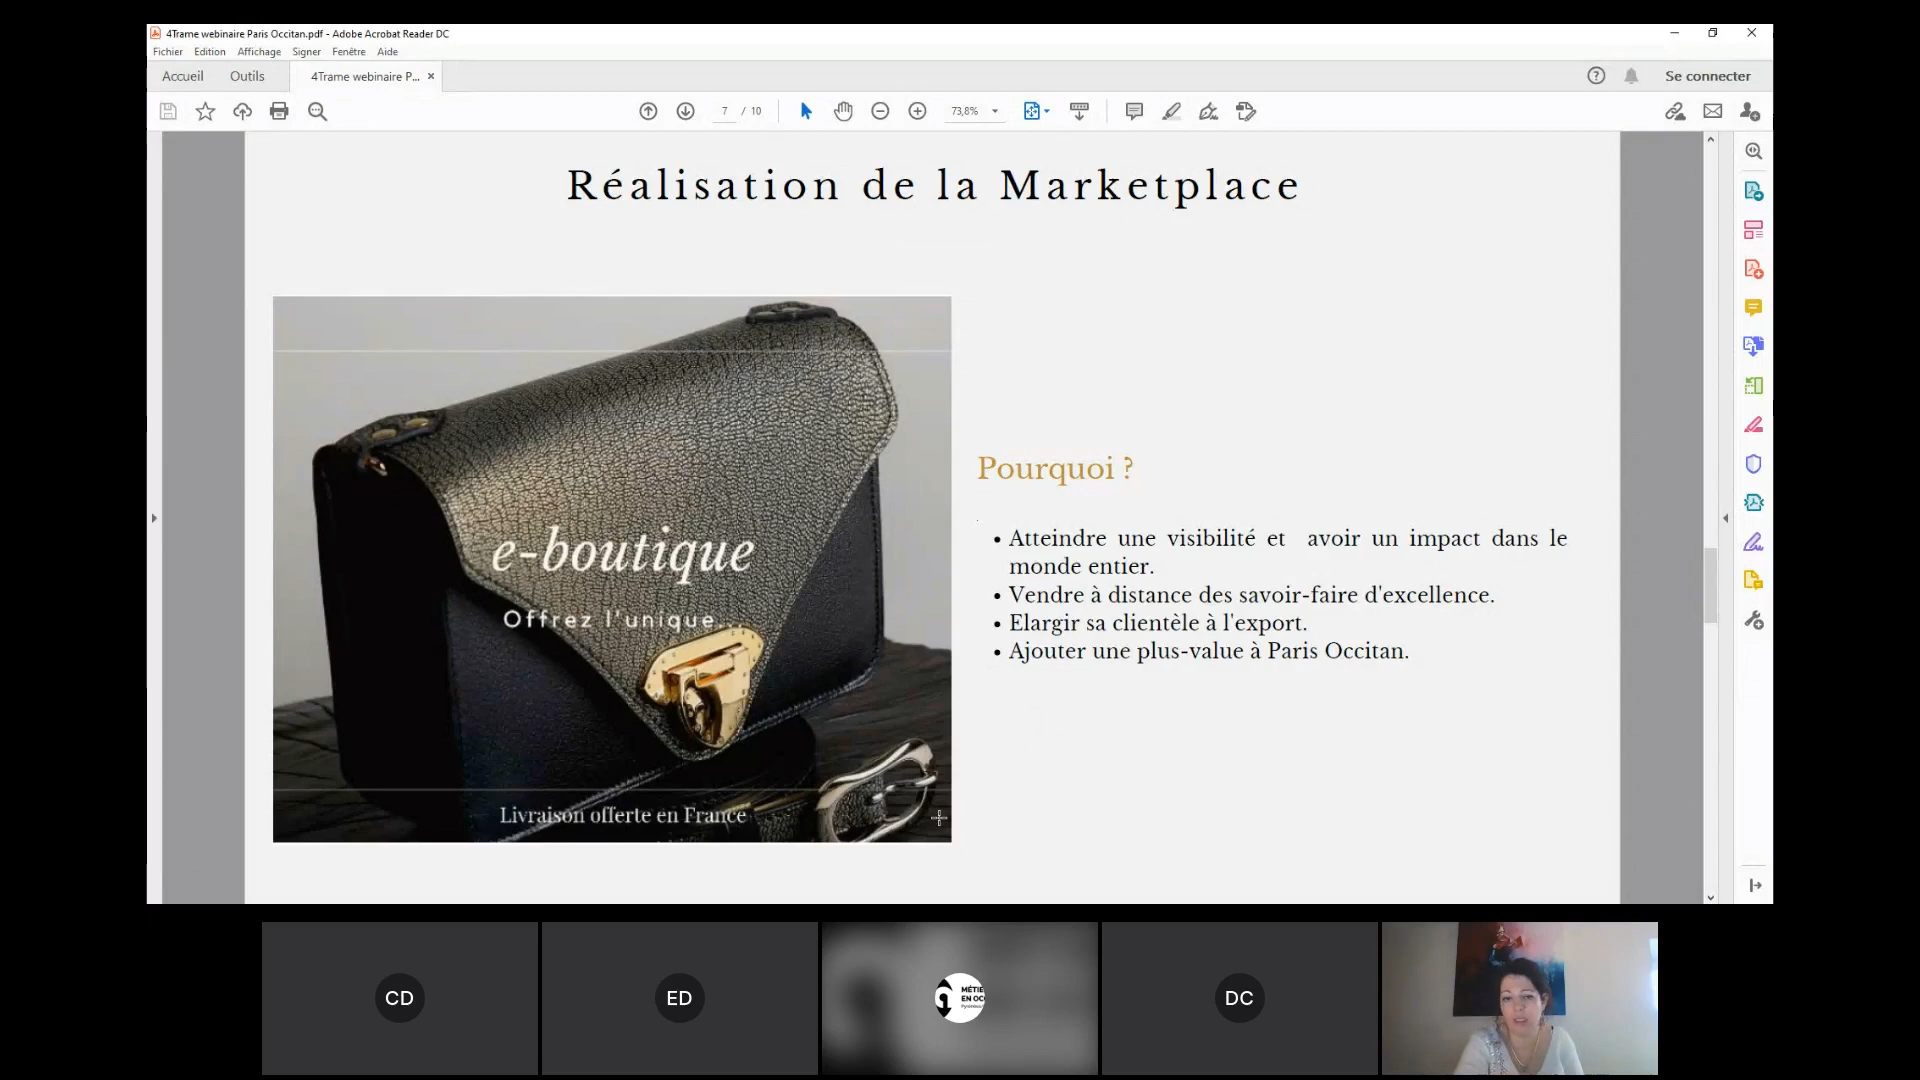 4Trame webinaire Paris Occitan.pdf - Adobe Acrobat Reader DC
Fichier Edition Affichage Signer Fenêtre Aide
Accueil Outils 4Trame webinaire P... × Se connecter
7 / 10 73,8%
Réalisation de la Marketplace
e-boutique
Offrez l'unique...
Livraison offerte en France
Pourquoi ?
• Atteindre une visibilité et avoir un impact dans le
monde entier.
• Vendre à distance des savoir-faire d'excellence.
• Elargir sa clientèle à l'export.
• Ajouter une plus-value à Paris Occitan.
CD ED DC
EN OC